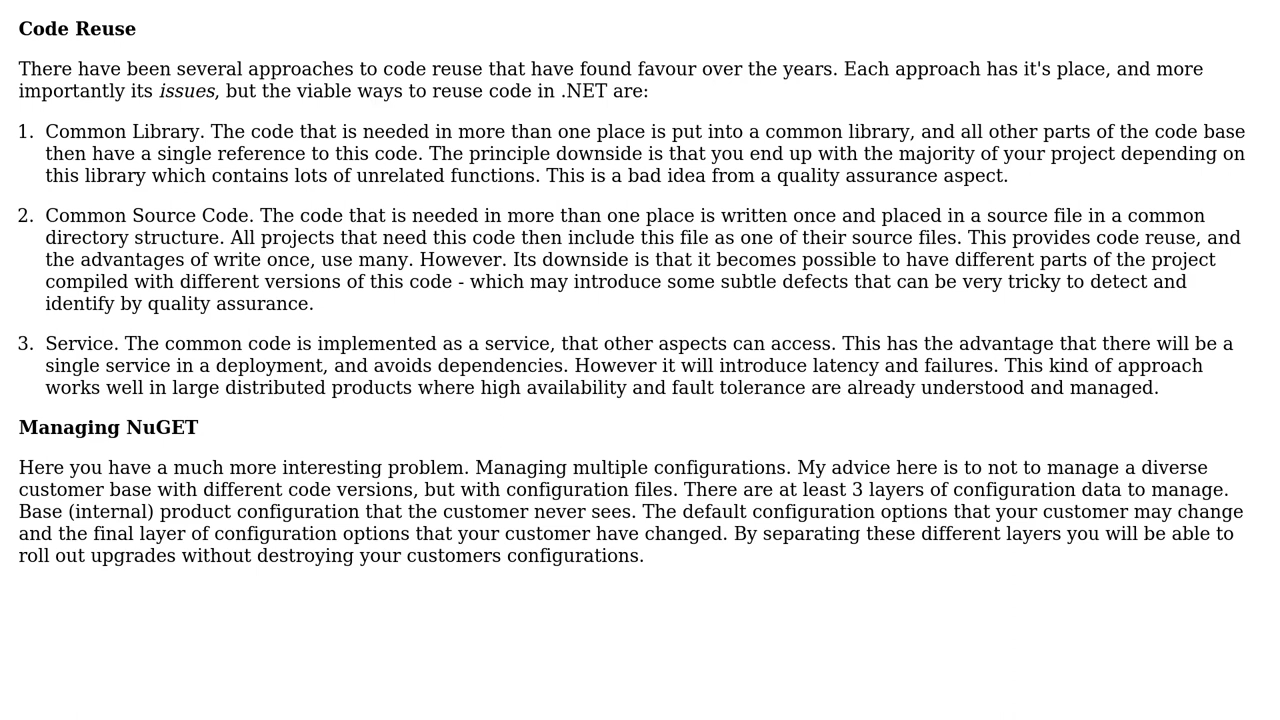 Code Reuse
There have been several approaches to code reuse that have found favour over the years. Each approach has it's place, and more
importantly its issues, but the viable ways to reuse code in .NET are:
1. Common Library. The code that is needed in more than one place is put into a common library, and all other parts of the code base
then have a single reference to this code. The principle downside is that you end up with the majority of your project depending on
this library which contains lots of unrelated functions. This is a bad idea from a quality assurance aspect.
2. Common Source Code. The code that is needed in more than one place is written once and placed in a source file in a common
directory structure. All projects that need this code then include this file as one of their source files. This provides code reuse, and
the advantages of write once, use many. However. Its downside is that it becomes possible to have different parts of the project
compiled with different versions of this code - which may introduce some subtle defects that can be very tricky to detect and
identify by quality assurance.
3. Service. The common code is implemented as a service, that other aspects can access. This has the advantage that there will be a
single service in a deployment, and avoids dependencies. However it will introduce latency and failures. This kind of approach
works well in large distributed products where high availability and fault tolerance are already understood and managed.
Managing NuGET
Here you have a much more interesting problem. Managing multiple configurations. My advice here is to not to manage a diverse
customer base with different code versions, but with configuration files. There are at least 3 layers of configuration data to manage.
Base (internal) product configuration that the customer never sees. The default configuration options that your customer may change
and the final layer of configuration options that your customer have changed. By separating these different layers you will be able to
roll out upgrades without destroying your customers configurations.